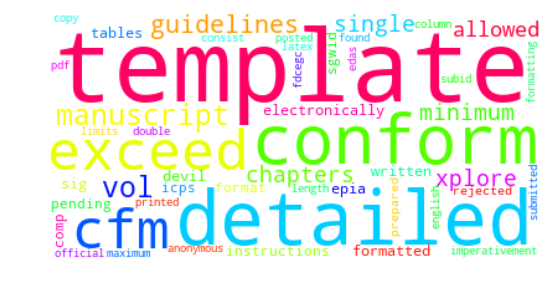 copy
tables
guidelines
consist
posted
latex
single
found
column
allowed
pdf
template
fdcegc
sgwid
edas
subid
formatting
manuscript
electronically
minimum
limits
double
exceed
conform
sig
devil
chapters
written
xplore
vol
icps
format
length
epia
prepared
english
rejected
submitted
pending
printed
comp
cfm
detailed
official
maximum
anonymous
instructions
formatted
imperativement